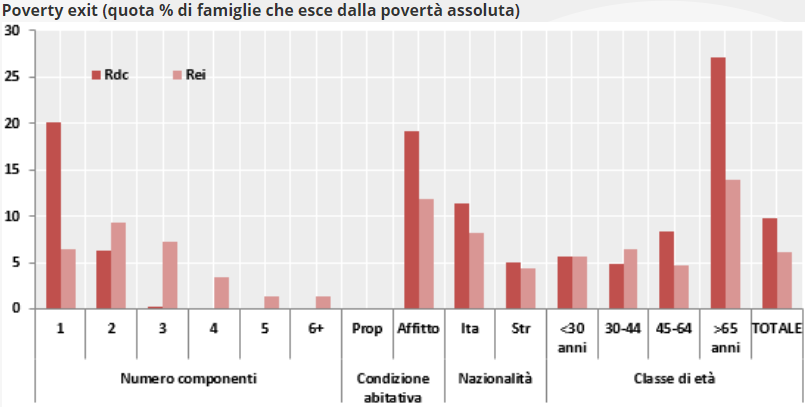 Poverty exit (quota % di famiglie che esce dalla povertà assoluta)
30
Rdc Rei
25
20
15
10
5
0
1 2 3 4 5 6+ Prop Affitto Ita Str <30 anni 30-44 45-64 >65 anni TOTALE
Numero componenti Condizione abitativa Nazionalità Classe di età